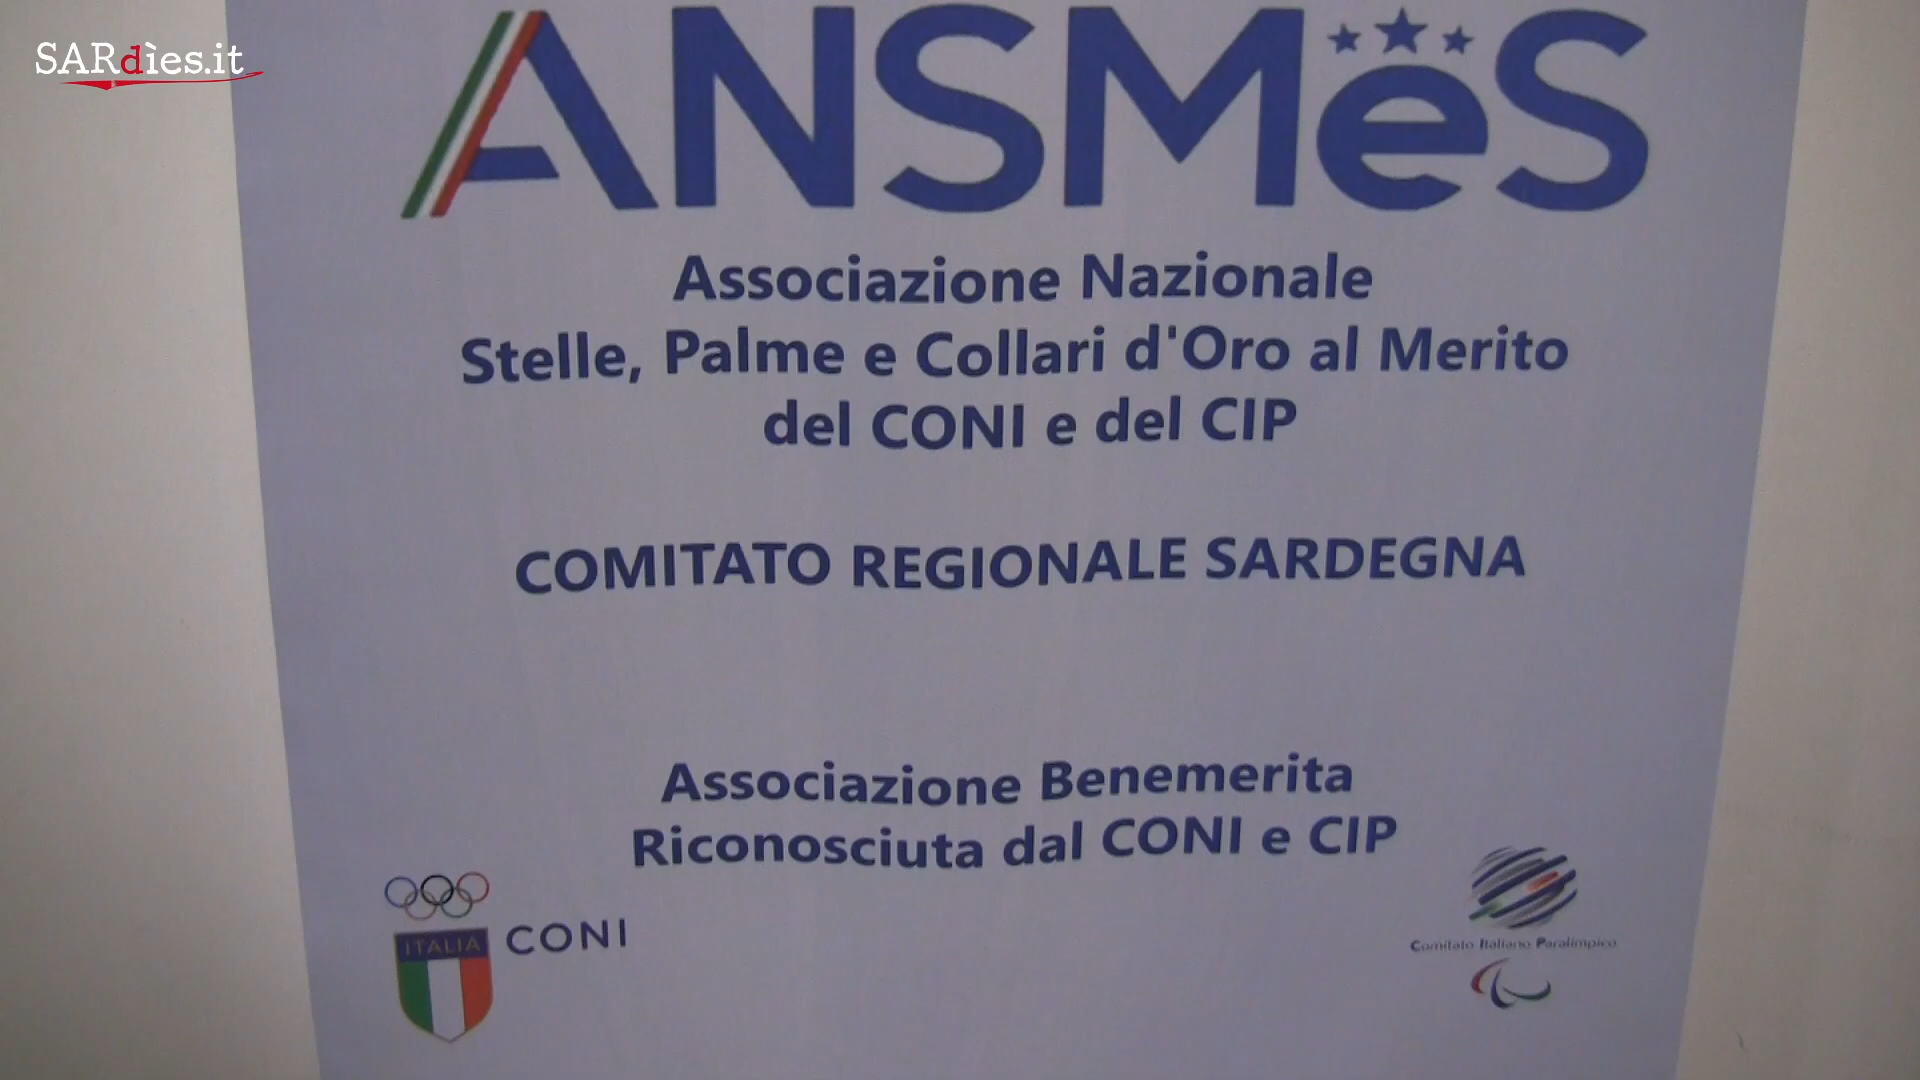 SARdìes.it
ANSMeS
Associazione Nazionale
Stelle, Palme e Collari d'Oro al Merito
del CONI e del CIP
COMITATO REGIONALE SARDEGNA
Associazione Benemerita
Riconosciuta dal CONI e CIP
ITALIA
CONI
Comitato Italiano Paralimpico